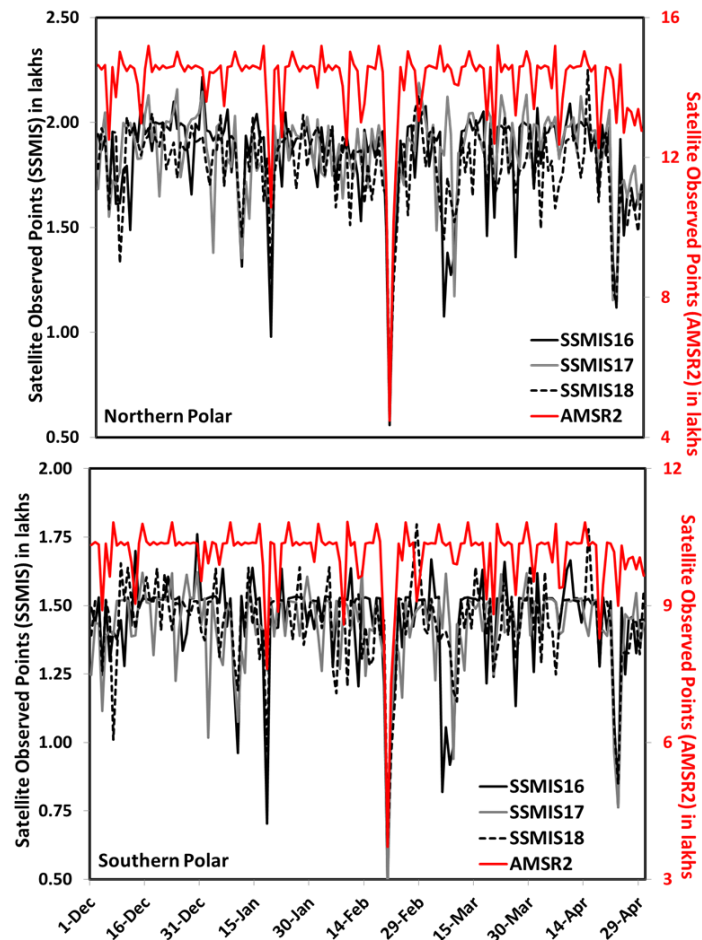 Satellite Observed Points (SSMIS) in lakhs
2.50
2.00
1.50
1.00
0.50
16
12
8
4
Satellite Observed Points (AMSR2) in lakhs
SSMIS16
SSMIS17
SSMIS18
AMSR2
Northern Polar
Satellite Observed Points (SSMIS) in lakhs
2.00
1.75
1.50
1.25
1.00
0.75
0.50
12
9
6
3
Satellite Observed Points (AMSR2) in lakhs
SSMIS16
SSMIS17
SSMIS18
AMSR2
Southern Polar
1-Dec
16-Dec
31-Dec
15-Jan
30-Jan
14-Feb
29-Feb
15-Mar
30-Mar
14-Apr
29-Apr